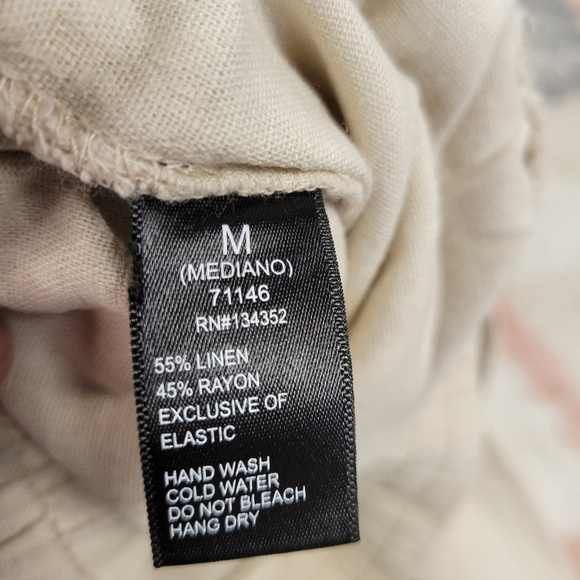 M
(MEDIANO)
71146
RN#134352
55% LINEN
45% RAYON
EXCLUSIVE OF
ELASTIC
HAND WASH
COLD WATER
DO NOT BLEACH
HANG DRY